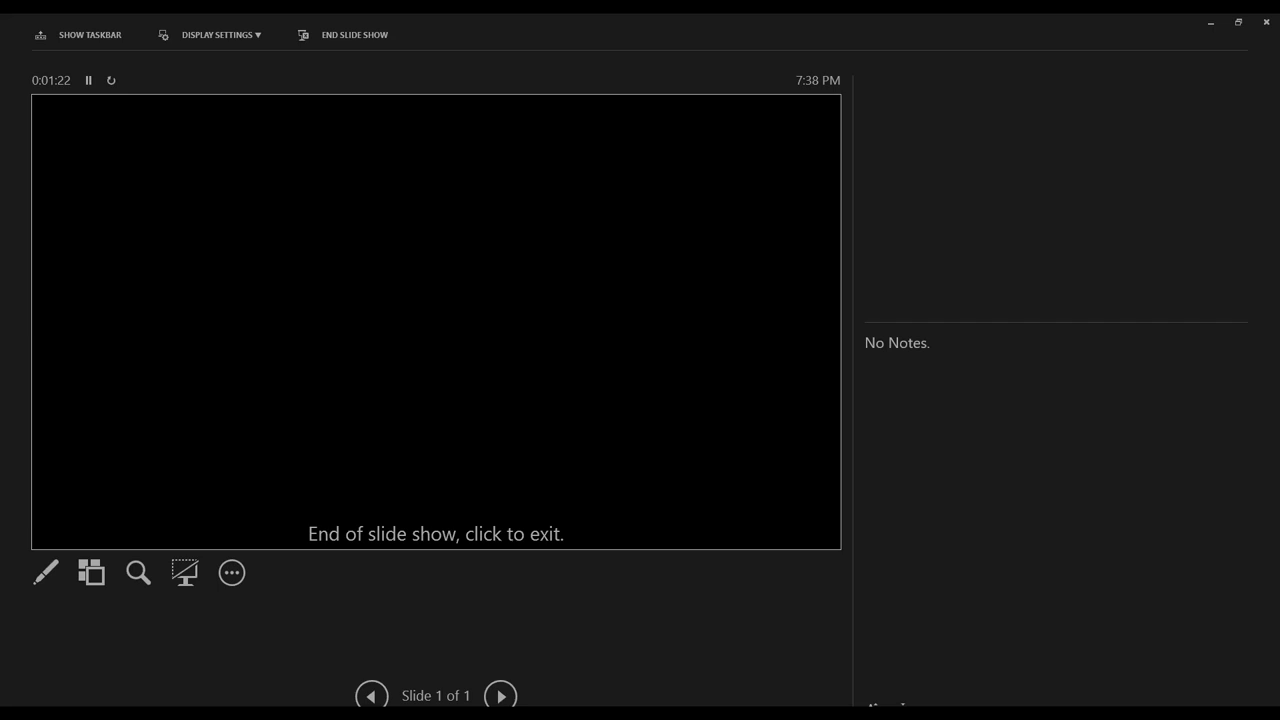 SHOW TASKBAR DISPLAY SETTINGS ▼ END SLIDE SHOW
0:01:22 7:38 PM
End of slide show, click to exit.
Slide 1 of 1
No Notes.